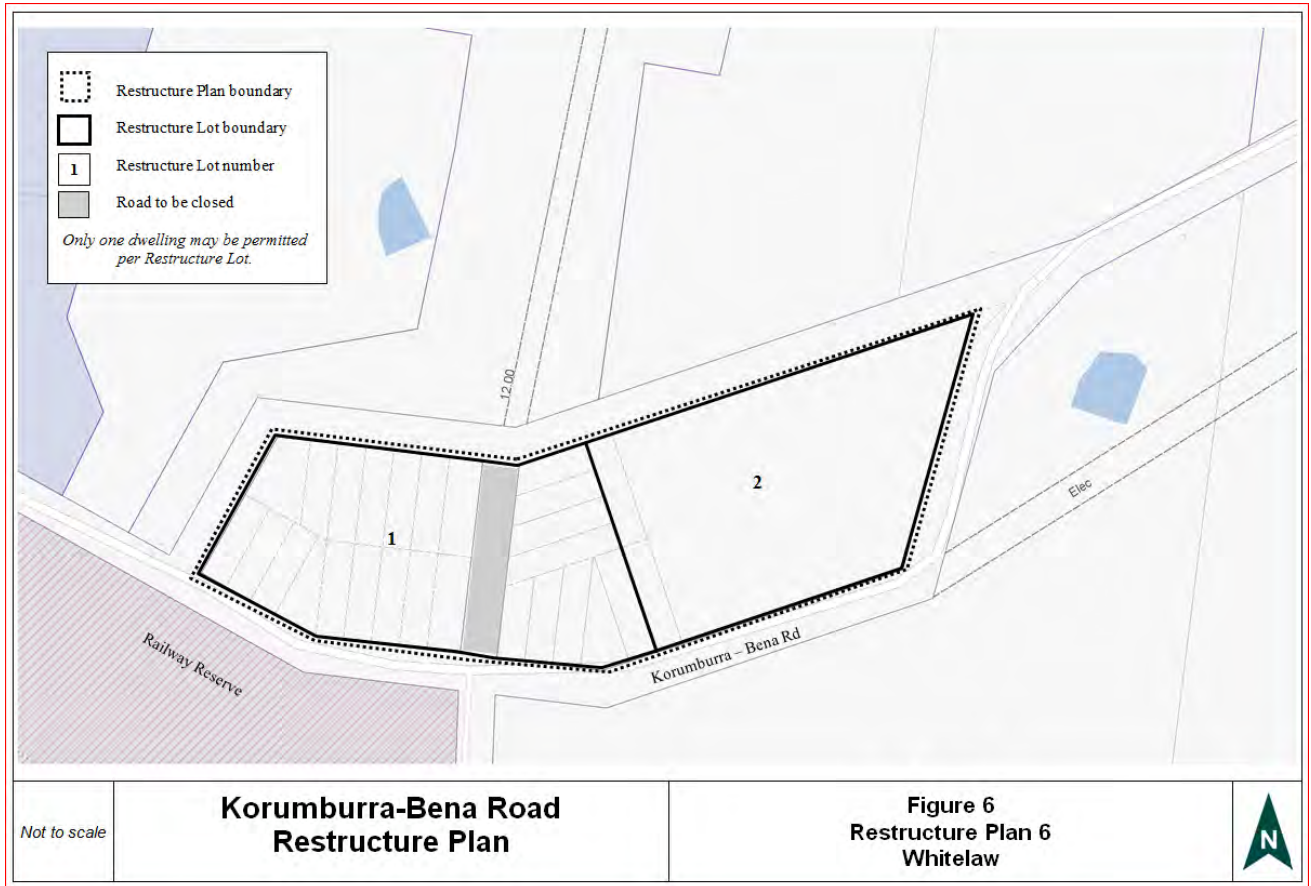 Restructure Plan boundary
Restructure Lot boundary
1
Restructure Lot number
Road to be closed
Only one dwelling may be permitted
per Restructure Lot.
12.00
1
2
Elec
Railway Reserve
Korumburra – Bena Rd
Not to scale
Korumburra-Bena Road
Restructure Plan
Figure 6
Restructure Plan 6
Whitelaw
N